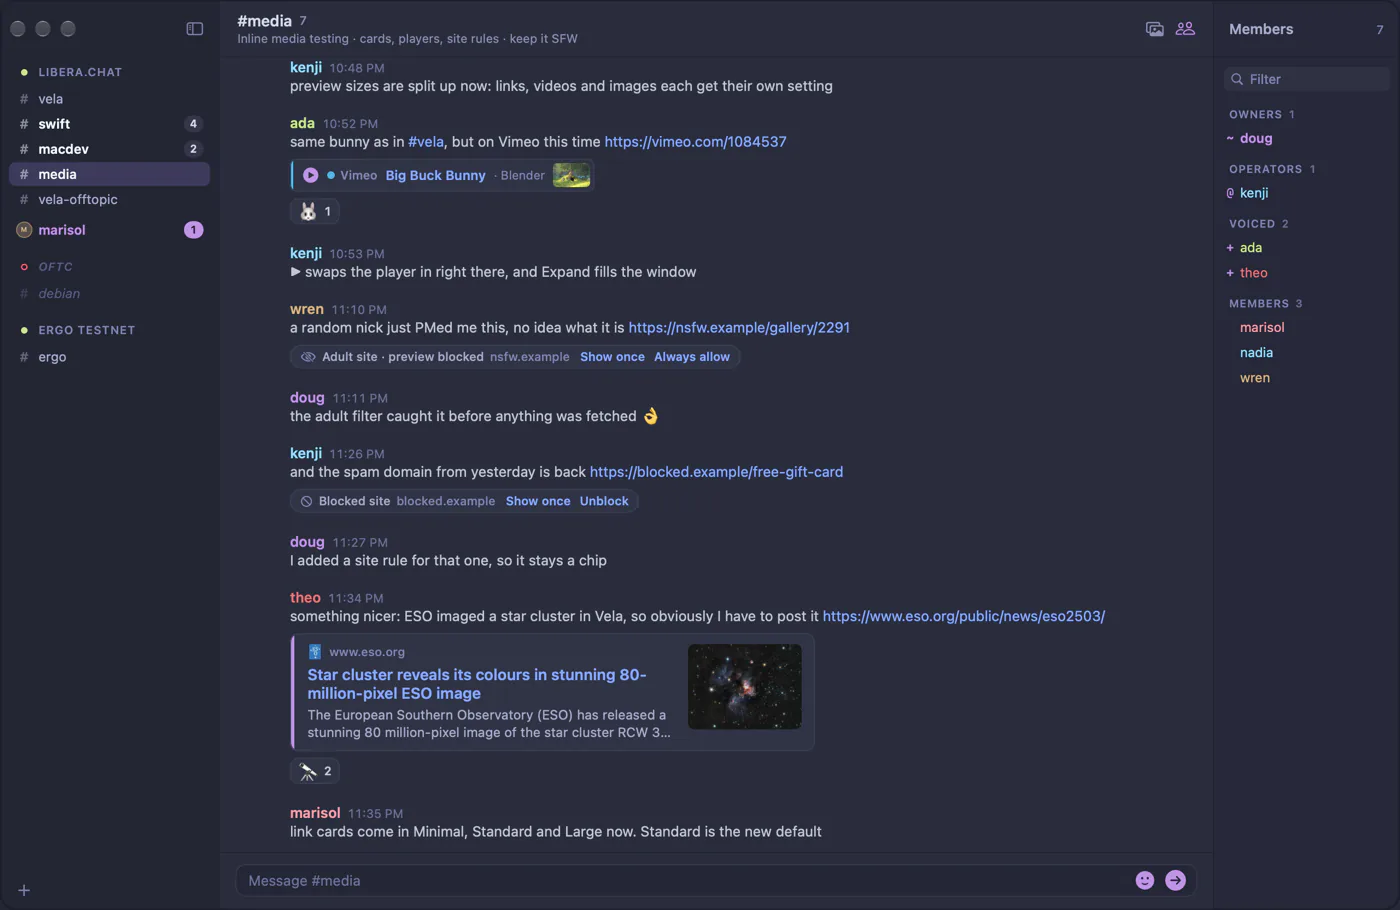 LIBERA.CHAT
# vela
# swift 4
# macdev 2
# media
# vela-offtopic
M marisol 1
OFTC
# debian
ERGO TESTNET
# ergo
#media 7
Inline media testing · cards, players, site rules · keep it SFW
kenji 10:48 PM
preview sizes are split up now: links, videos and images each get their own setting
ada 10:52 PM
same bunny as in #vela, but on Vimeo this time https://vimeo.com/1084537
Vimeo Big Buck Bunny · Blender
🐰 1
kenji 10:53 PM
▶ swaps the player in right there, and Expand fills the window
wren 11:10 PM
a random nick just PMed me this, no idea what it is https://nsfw.example/gallery/2291
Adult site · preview blocked nsfw.example Show once Always allow
doug 11:11 PM
the adult filter caught it before anything was fetched 👌
kenji 11:26 PM
and the spam domain from yesterday is back https://blocked.example/free-gift-card
Blocked site blocked.example Show once Unblock
doug 11:27 PM
I added a site rule for that one, so it stays a chip
theo 11:34 PM
something nicer: ESO imaged a star cluster in Vela, so obviously I have to post it https://www.eso.org/public/news/eso2503/
www.eso.org
Star cluster reveals its colours in stunning 80-
million-pixel ESO image
The European Southern Observatory (ESO) has released a
stunning 80 million-pixel image of the star cluster RCW 3...
🔭 2
marisol 11:35 PM
link cards come in Minimal, Standard and Large now. Standard is the new default
Message #media
Members 7
Filter
OWNERS 1
~ doug
OPERATORS 1
@ kenji
VOICED 2
+ ada
+ theo
MEMBERS 3
marisol
nadia
wren